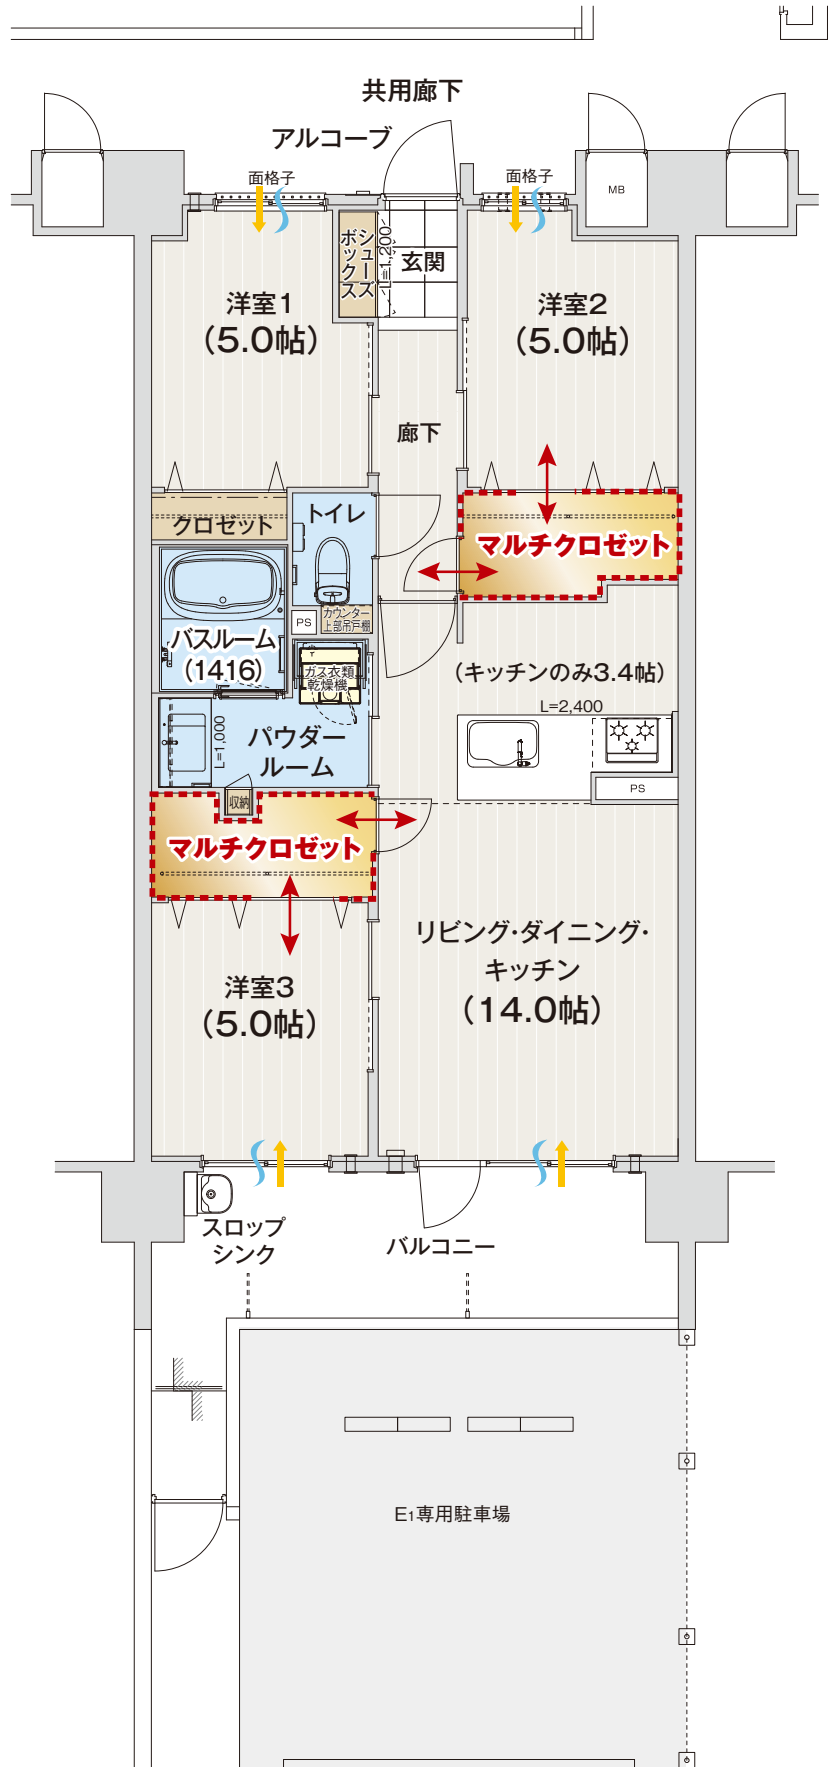 共用廊下
アルコーブ
面格子
面格子
MB
シューズ
ボックス
L=1,200
玄関
洋室1
(5.0帖)
洋室2
(5.0帖)
廊下
クロゼット
トイレ
マルチクロゼット
カウンター
上部吊戸棚
PS
バスルーム
(1416)
ガス衣類
乾燥機
(キッチンのみ3.4帖)
L=2,400
L=1,000
パウダー
ルーム
PS
収納
マルチクロゼット
リビング・ダイニング・
キッチン
(14.0帖)
洋室3
(5.0帖)
スロップ
シンク
バルコニー
E1専用駐車場